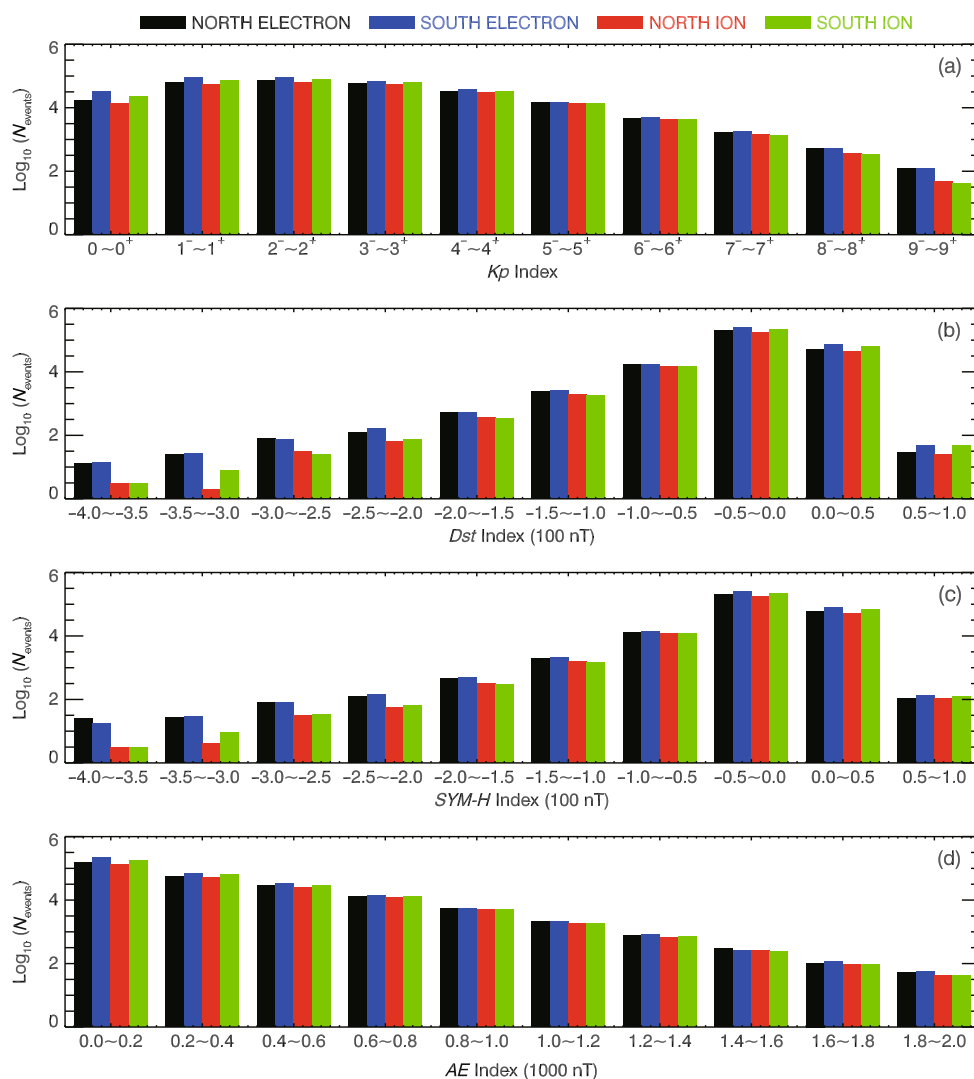 NORTH ELECTRON SOUTH ELECTRON NORTH ION SOUTH ION
(a)
Log₁₀ (N_events)
6
4
2
0
0~0⁺ 1⁻~1⁺ 2⁻~2⁺ 3⁻~3⁺ 4⁻~4⁺ 5⁻~5⁺ 6⁻~6⁺ 7⁻~7⁺ 8⁻~8⁺ 9⁻~9⁺
Kp Index
(b)
Log₁₀ (N_events)
6
4
2
0
−4.0~−3.5 −3.5~−3.0 −3.0~−2.5 −2.5~−2.0 −2.0~−1.5 −1.5~−1.0 −1.0~−0.5 −0.5~0.0 0.0~0.5 0.5~1.0
Dst Index (100 nT)
(c)
Log₁₀ (N_events)
6
4
2
0
−4.0~−3.5 −3.5~−3.0 −3.0~−2.5 −2.5~−2.0 −2.0~−1.5 −1.5~−1.0 −1.0~−0.5 −0.5~0.0 0.0~0.5 0.5~1.0
SYM-H Index (100 nT)
(d)
Log₁₀ (N_events)
6
4
2
0
0.0~0.2 0.2~0.4 0.4~0.6 0.6~0.8 0.8~1.0 1.0~1.2 1.2~1.4 1.4~1.6 1.6~1.8 1.8~2.0
AE Index (1000 nT)